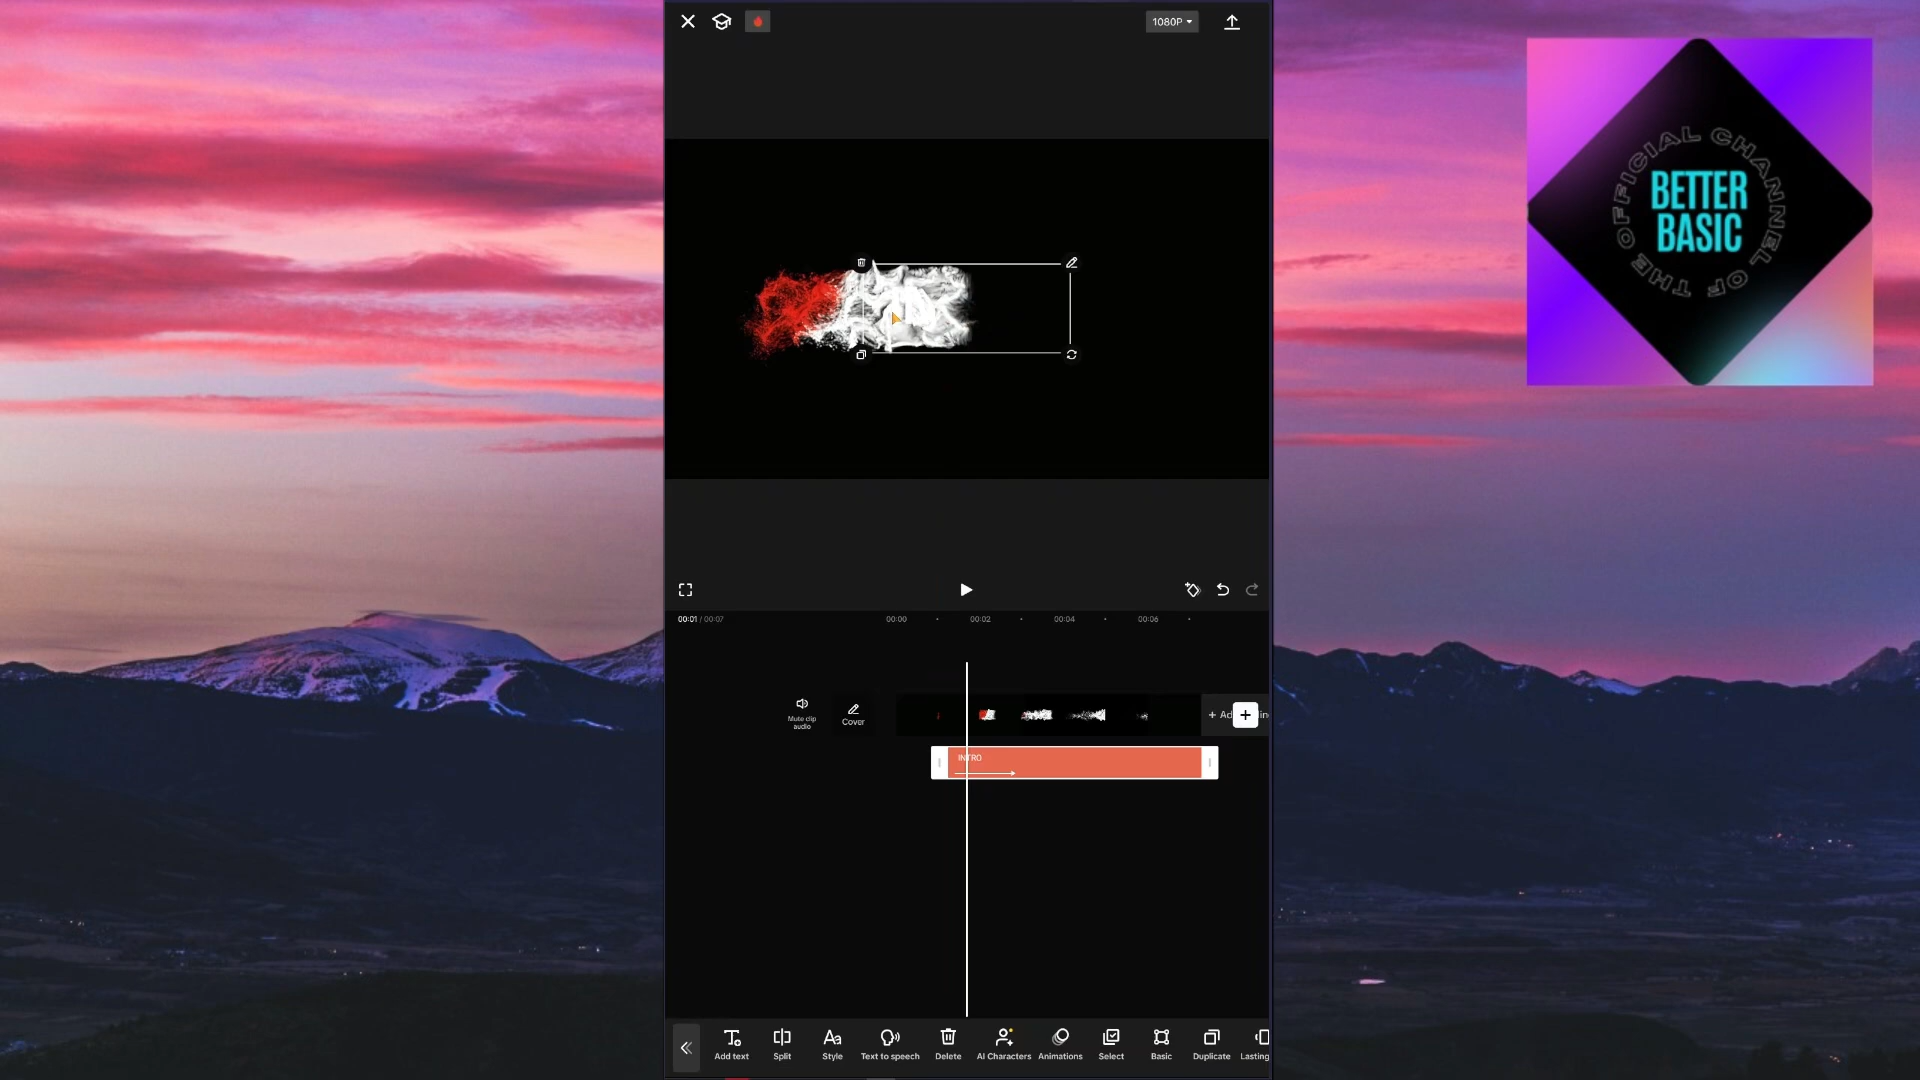 1080P
OFFICIAL CHANNEL OF THE
BETTER
BASIC
00:01 / 00:07
00:00
00:02
00:04
00:06
Mute clip
audio
Cover
+ Ad
in
INTRO
Add text
Split
Style
Text to speech
Delete
AI Characters
Animations
Select
Basic
Duplicate
Lasting